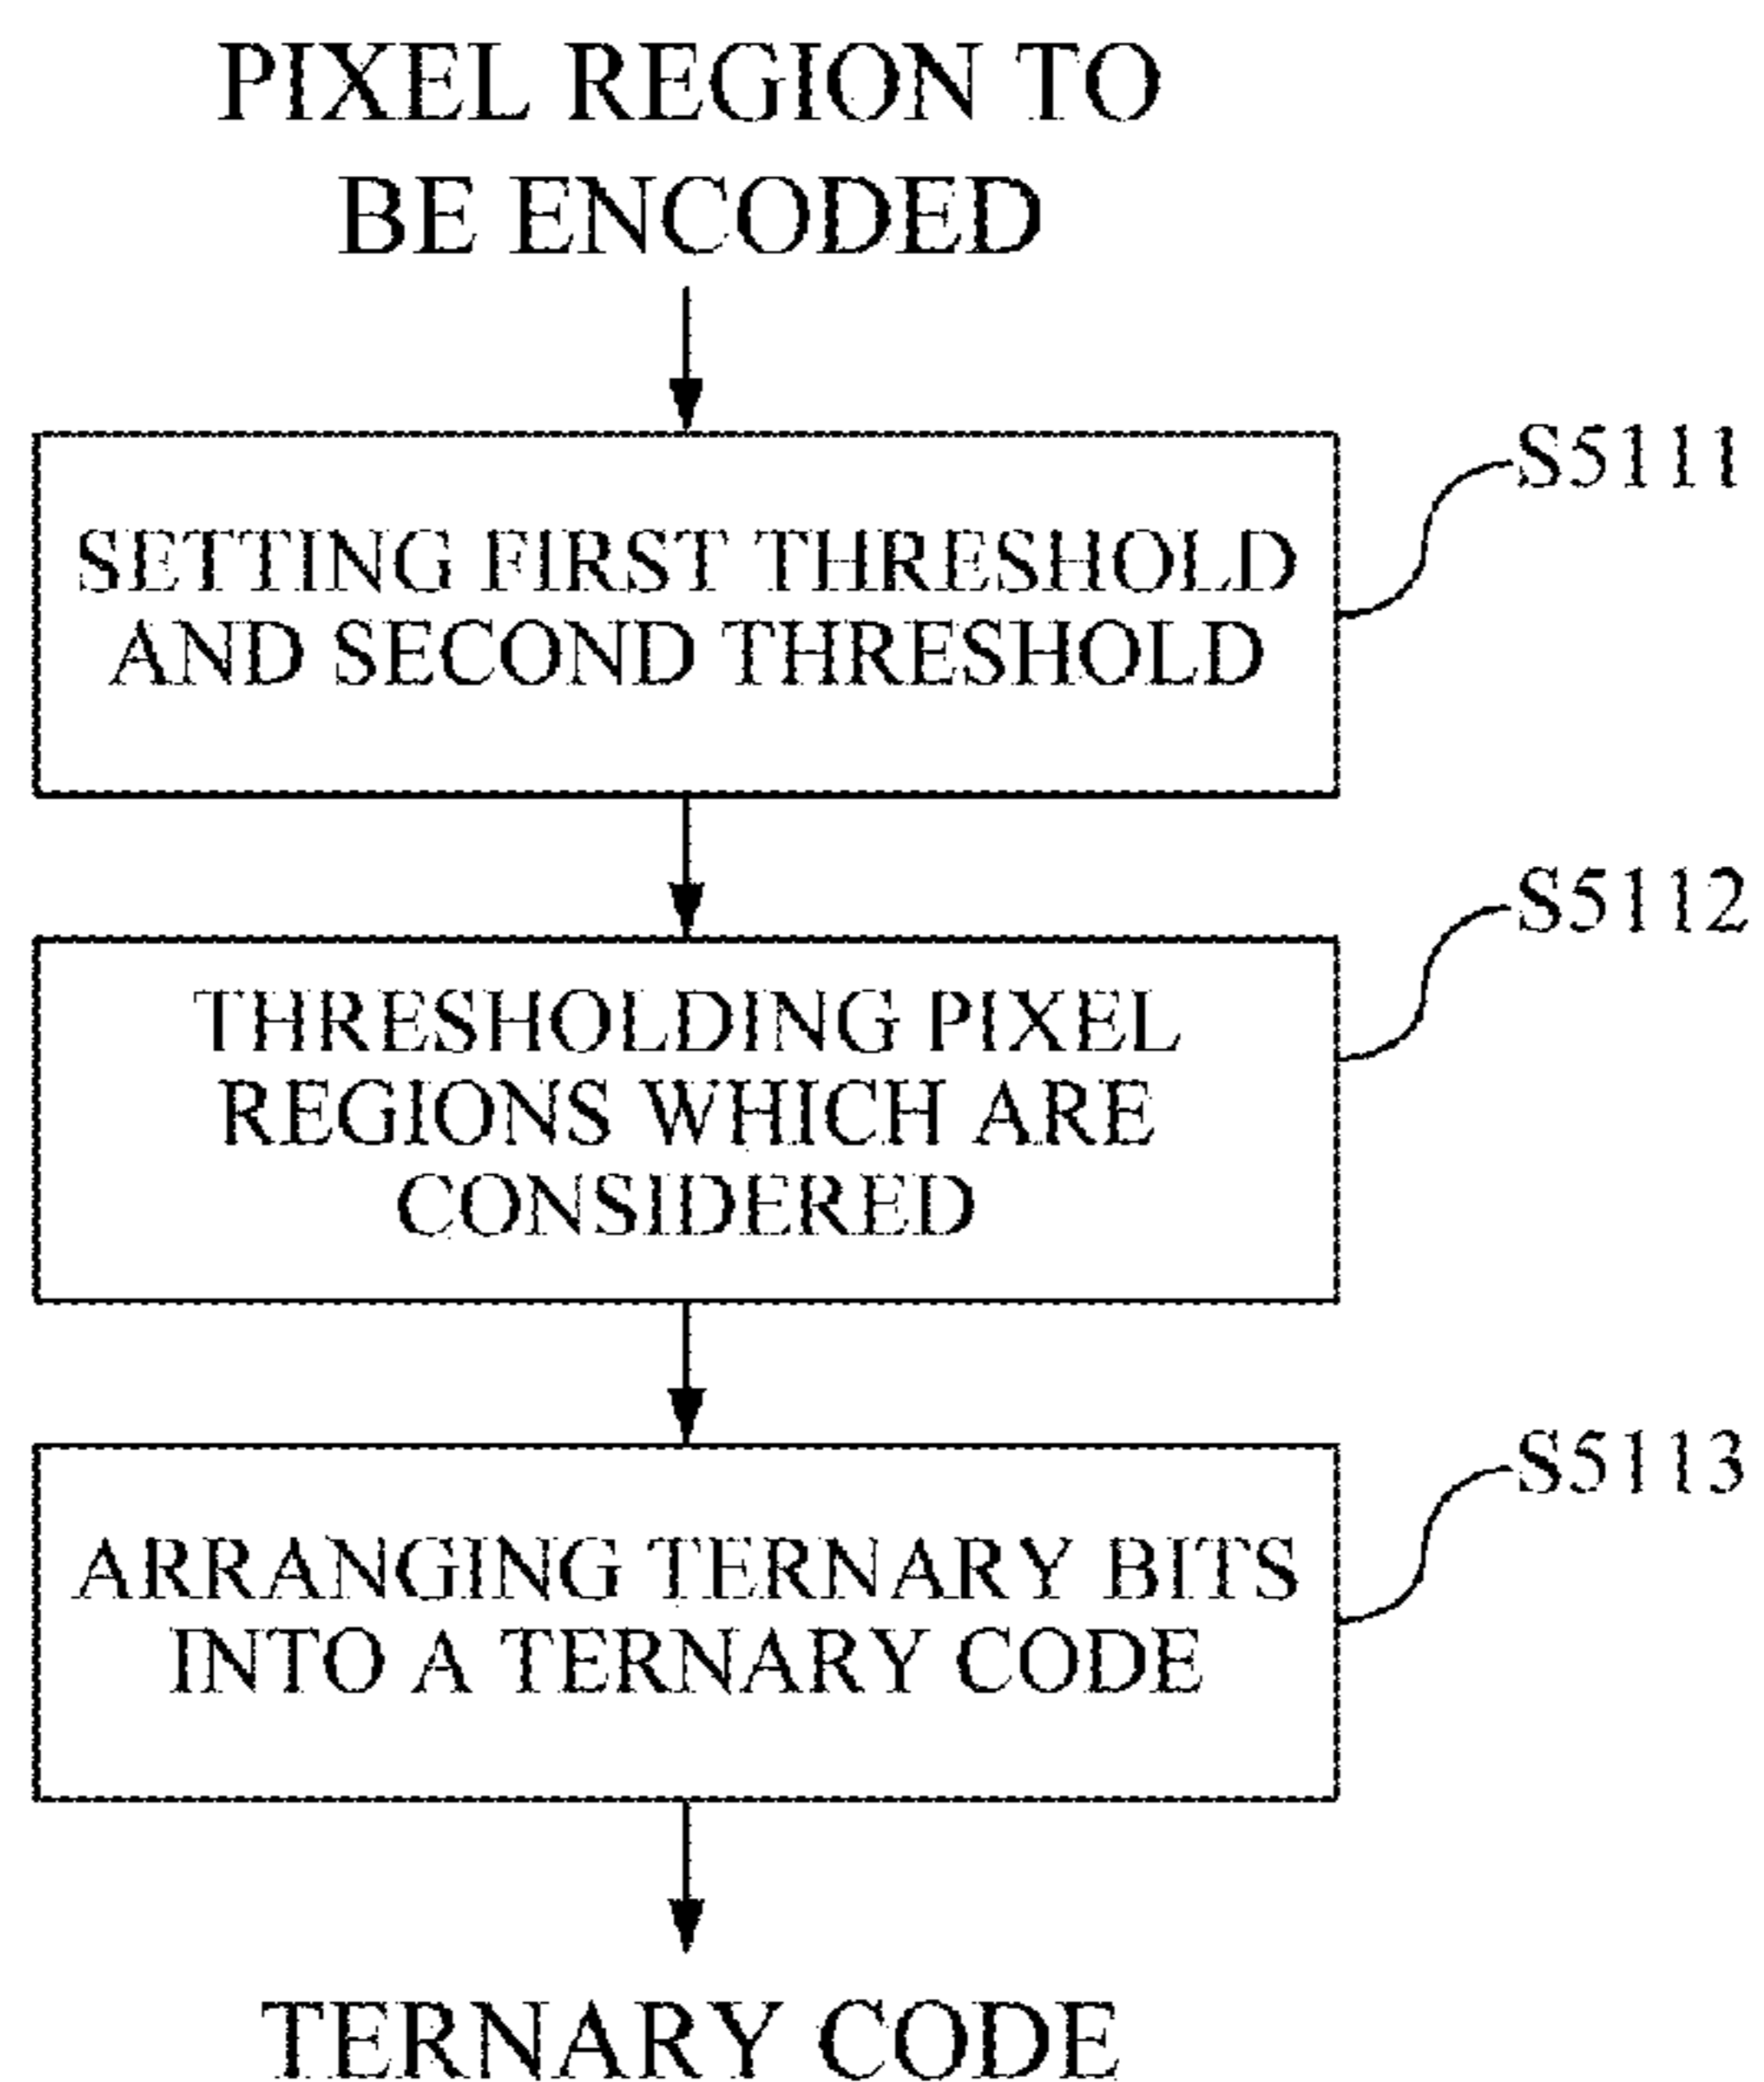 PIXEL REGION TO
BE ENCODED
S5111
SETTING FIRST THRESHOLD
AND SECOND THRESHOLD
S5112
THRESHOLDING PIXEL
REGIONS WHICH ARE
CONSIDERED
S5113
ARRANGING TERNARY BITS
INTO A TERNARY CODE
TERNARY CODE